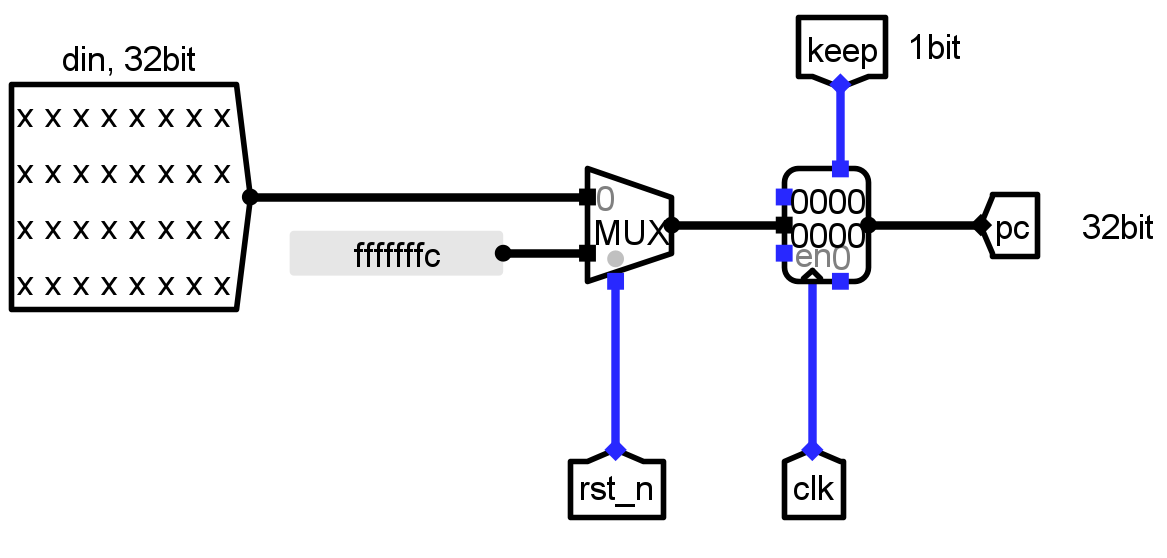 keep
1bit
din, 32bit
x x x x x x x x
x x x x x x x x
x x x x x x x x
x x x x x x x x
0
MUX
fffffffc
0000
0000
en0
pc
32bit
rst_n
clk